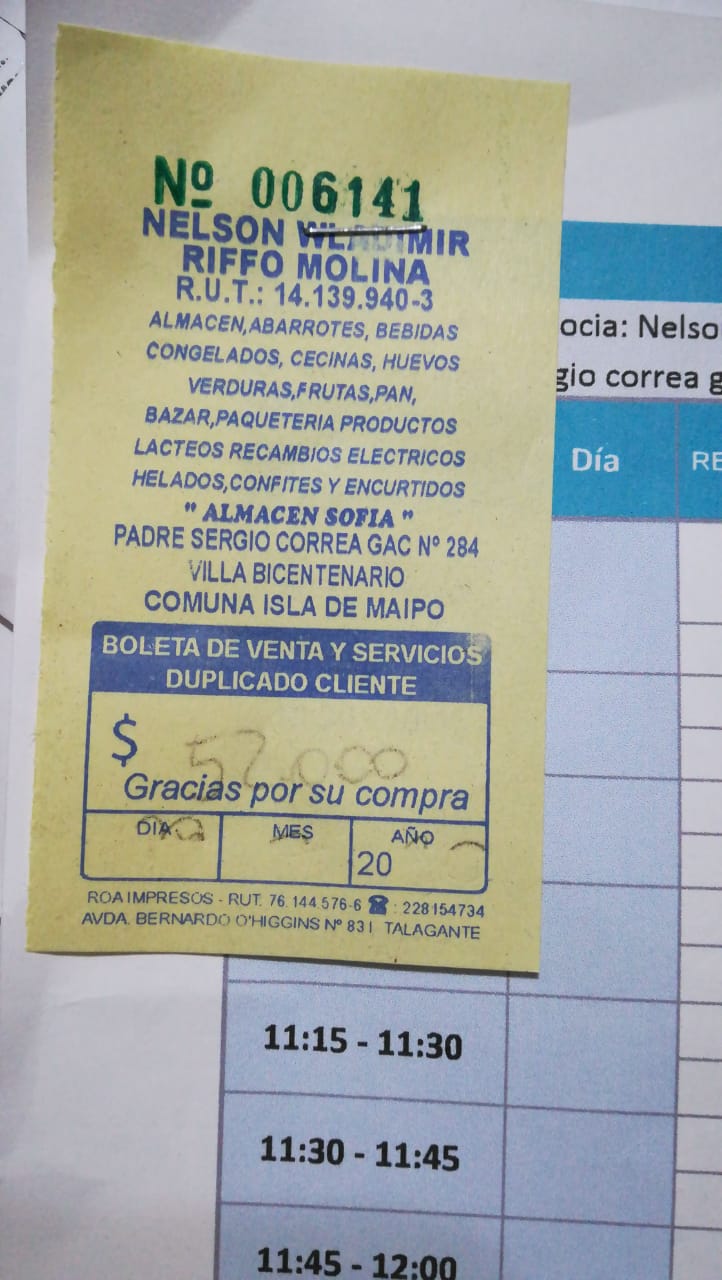 Nº 006141
NELSON WLADIMIR
RIFFO MOLINA
R.U.T.: 14.139.940-3
ALMACEN,ABARROTES, BEBIDAS
CONGELADOS, CECINAS, HUEVOS
VERDURAS,FRUTAS,PAN,
BAZAR,PAQUETERIA PRODUCTOS
LACTEOS RECAMBIOS ELECTRICOS
HELADOS,CONFITES Y ENCURTIDOS
" ALMACEN SOFIA "
PADRE SERGIO CORREA GAC Nº 284
VILLA BICENTENARIO
COMUNA ISLA DE MAIPO
BOLETA DE VENTA Y SERVICIOS
DUPLICADO CLIENTE
$ 52.000
Gracias por su compra
DIA MES AÑO
20
ROA IMPRESOS - RUT. 76.144.576-6 ☎ : 228154734
AVDA. BERNARDO O'HIGGINS Nº 831 TALAGANTE
ocia: Nelso
gio correa g
Día RE
11:15 - 11:30
11:30 - 11:45
11:45 - 12:00